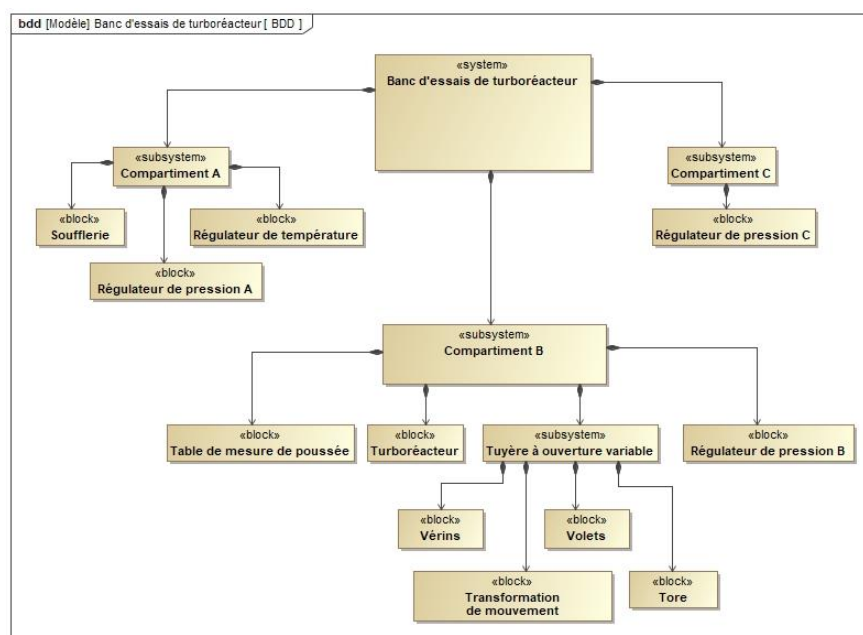 bdd [Modèle] Banc d'essais de turboréacteur [ BDD ]
«system»
Banc d'essais de turboréacteur
«subsystem»
Compartiment A
«subsystem»
Compartiment C
«block»
Soufflerie
«block»
Régulateur de température
«block»
Régulateur de pression C
«block»
Régulateur de pression A
«subsystem»
Compartiment B
«block»
Table de mesure de poussée
«block»
Turboréacteur
«subsystem»
Tuyère à ouverture variable
«block»
Régulateur de pression B
«block»
Vérins
«block»
Volets
«block»
Transformation
de mouvement
«block»
Tore